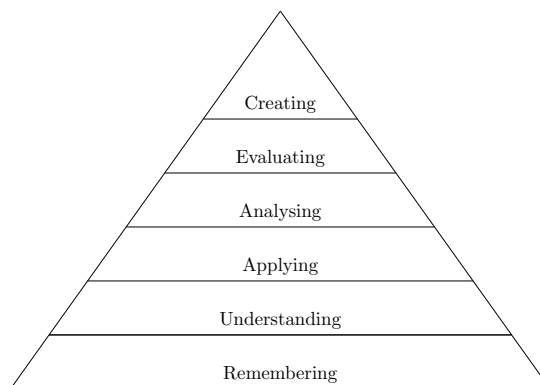 Creating
Evaluating
Analysing
Applying
Understanding
Remembering